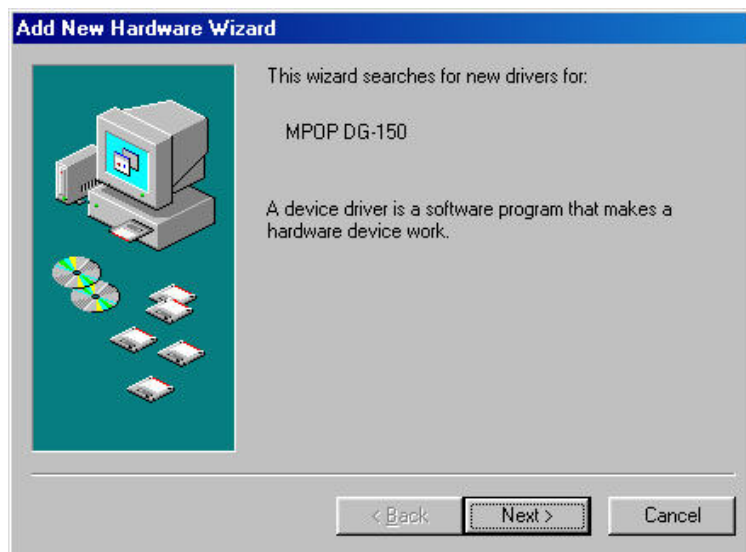 Add New Hardware Wizard
This wizard searches for new drivers for:
MPOP DG-150
A device driver is a software program that makes a
hardware device work.
< Back
Next >
Cancel